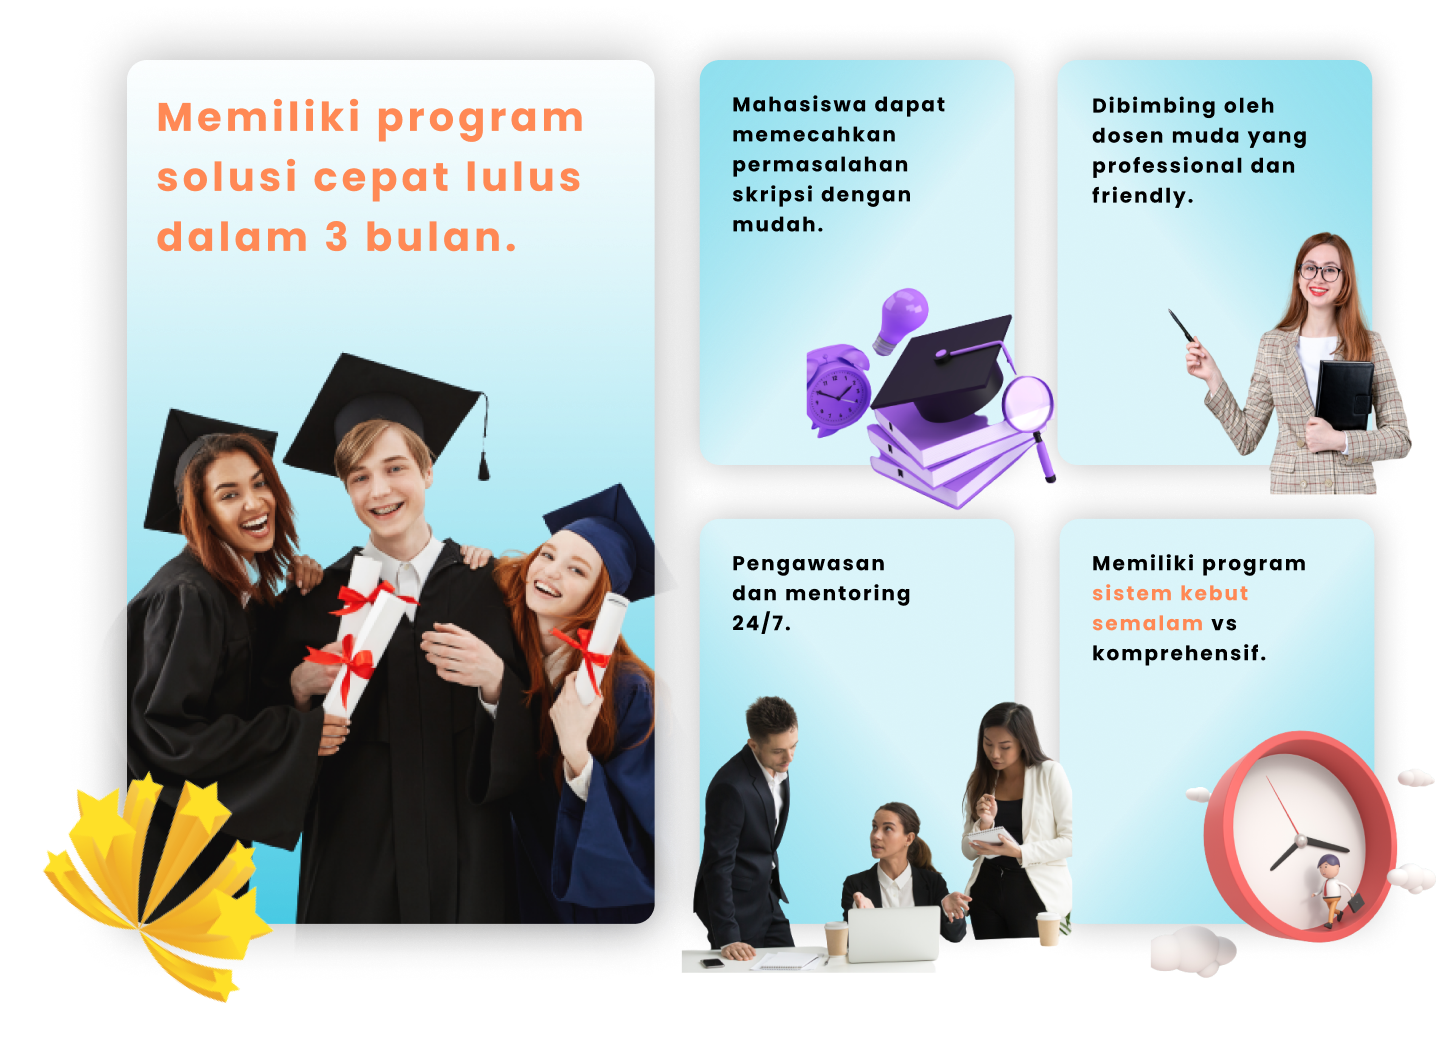 Memiliki program
solusi cepat lulus
dalam 3 bulan.
Mahasiswa dapat
memecahkan
permasalahan
skripsi dengan
mudah.
Dibimbing oleh
dosen muda yang
professional dan
friendly.
Pengawasan
dan mentoring
24/7.
Memiliki program
sistem kebut
semalam vs
komprehensif.